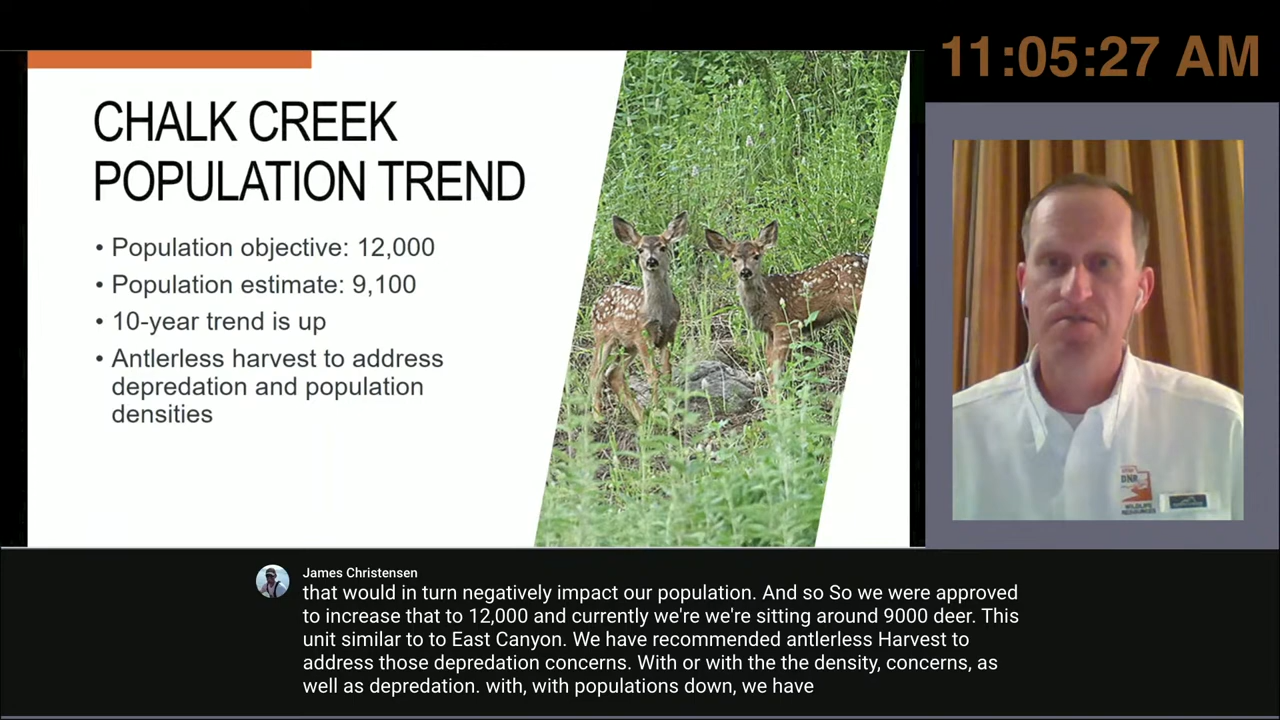 11:05:27 AM
CHALK CREEK
POPULATION TREND
• Population objective: 12,000
• Population estimate: 9,100
• 10-year trend is up
• Antlerless harvest to address
depredation and population
densities
DNR
WILDLIFE
RESOURCES
James Christensen
that would in turn negatively impact our population. And so So we were approved
to increase that to 12,000 and currently we're we're sitting around 9000 deer. This
unit similar to to East Canyon. We have recommended antlerless Harvest to
address those depredation concerns. With or with the the density, concerns, as
well as depredation. with, with populations down, we have